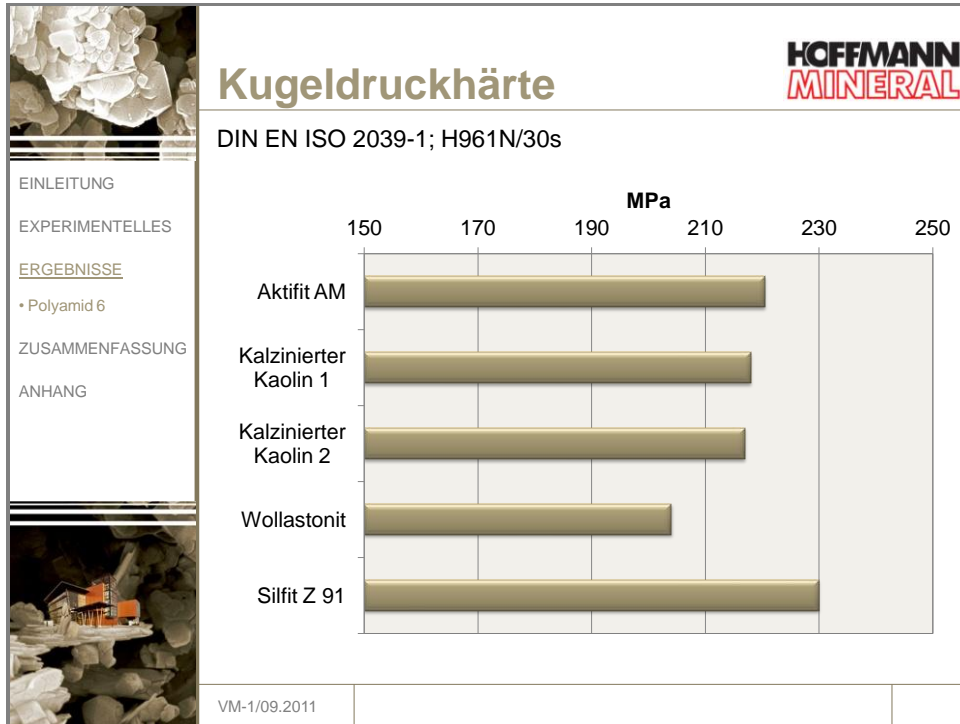 Kugeldruckhärte
HOFFMANN
MINERAL
DIN EN ISO 2039-1; H961N/30s
EINLEITUNG
EXPERIMENTELLES
ERGEBNISSE
• Polyamid 6
ZUSAMMENFASSUNG
ANHANG
MPa
150 170 190 210 230 250
Aktifit AM
Kalzinierter
Kaolin 1
Kalzinierter
Kaolin 2
Wollastonit
Silfit Z 91
VM-1/09.2011